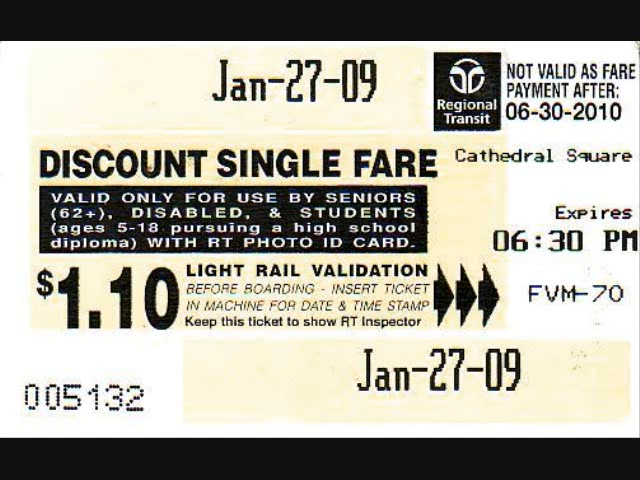 Jan-27-09
Regional
Transit
NOT VALID AS FARE
PAYMENT AFTER:
06-30-2010
DISCOUNT SINGLE FARE
Cathedral Square
VALID ONLY FOR USE BY SENIORS
(62+), DISABLED, & STUDENTS
(ages 5-18 pursuing a high school
diploma) WITH RT PHOTO ID CARD.
Expires
06:30 PM
$1.10
LIGHT RAIL VALIDATION
BEFORE BOARDING - INSERT TICKET
IN MACHINE FOR DATE & TIME STAMP
Keep this ticket to show RT Inspector
FVM-70
Jan-27-09
005132